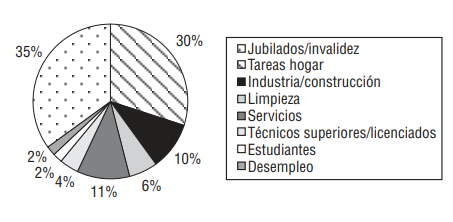 35%
30%
10%
6%
11%
4%
2%
2%
Jubilados/invalidez
Tareas hogar
Industria/construcción
Limpieza
Servicios
Técnicos superiores/licenciados
Estudiantes
Desempleo